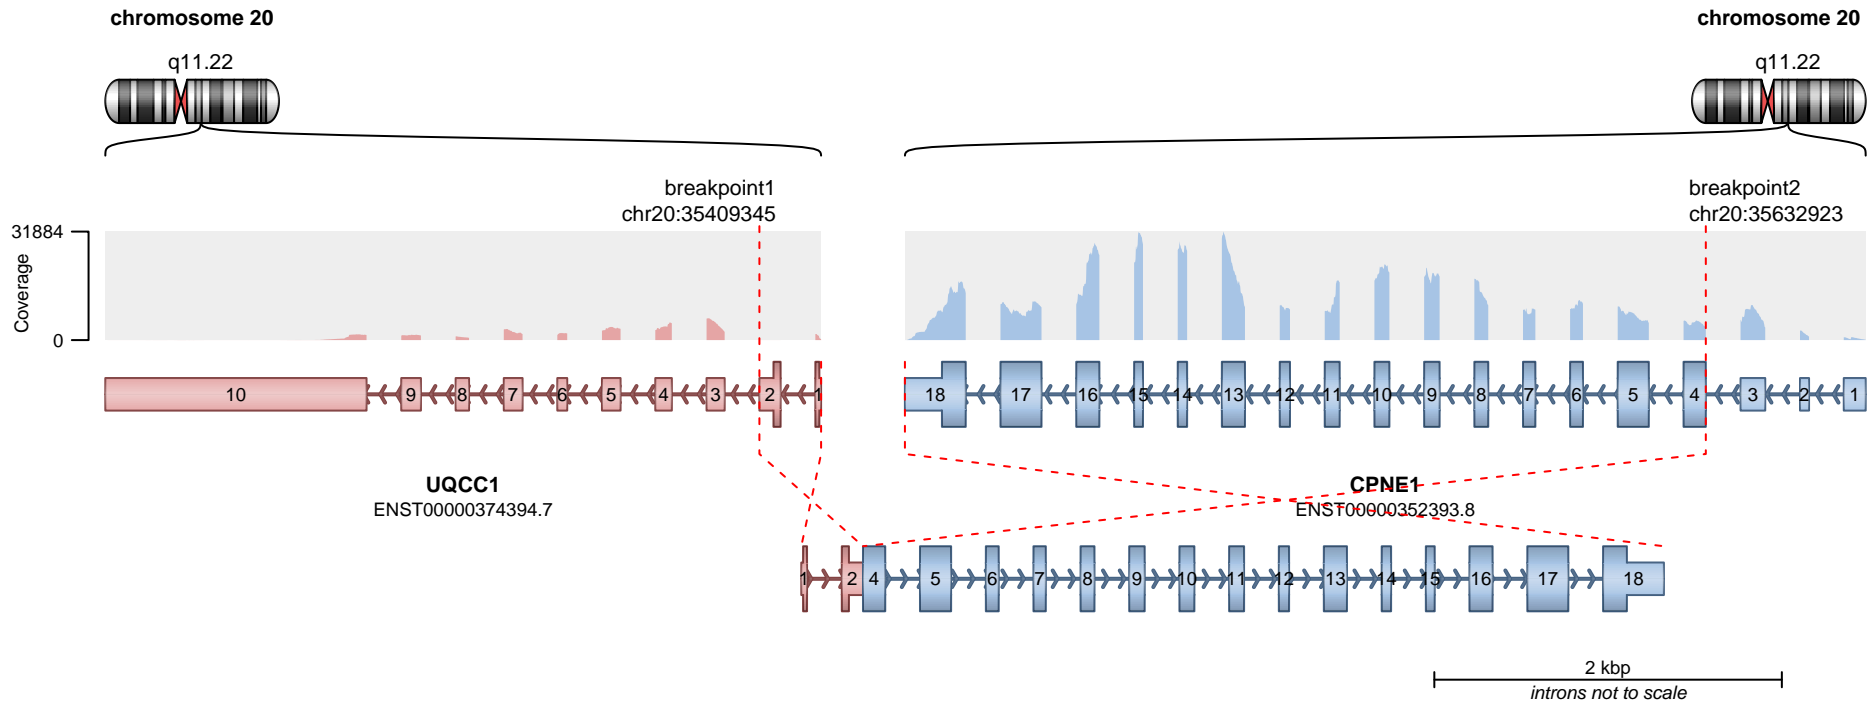 chromosome 20
chromosome 20
q11.22
q11.22
breakpoint1
chr20:35409345
breakpoint2
chr20:35632923
31884
Coverage
0
10 9 8 7 6 5 4 3 2 1
18 17 16 15 14 13 12 11 10 9 8 7 6 5 4 3 2 1
UQCC1
ENST00000374394.7
CPNE1
ENST00000352393.8
1 2 4 5 6 7 8 9 10 11 12 13 14 15 16 17 18
2 kbp
introns not to scale